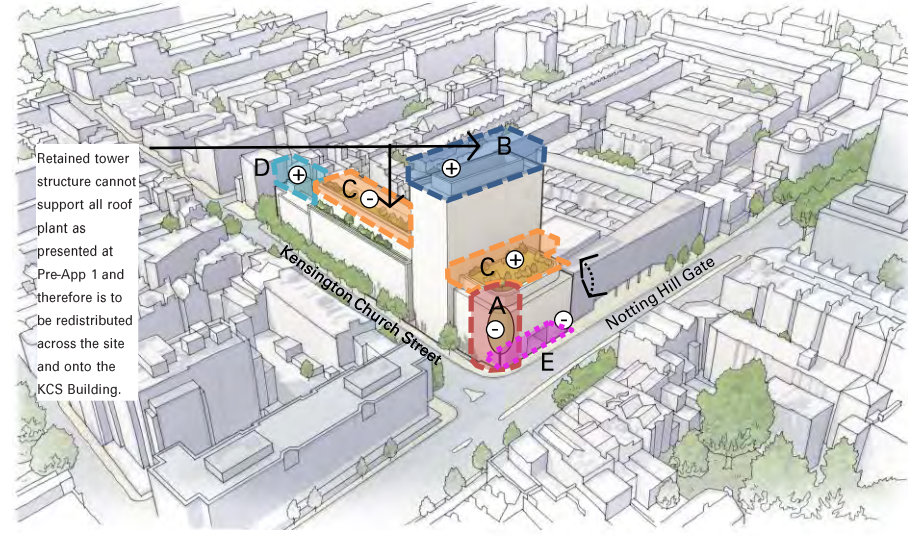 Retained tower
structure cannot
support all roof
plant as
presented at
Pre-App 1 and
therefore is to
be redistributed
across the site
and onto the
KCS Building.
D
+
C
-
B
+
C
+
A
-
-
E
Kensington Church Street
Notting Hill Gate